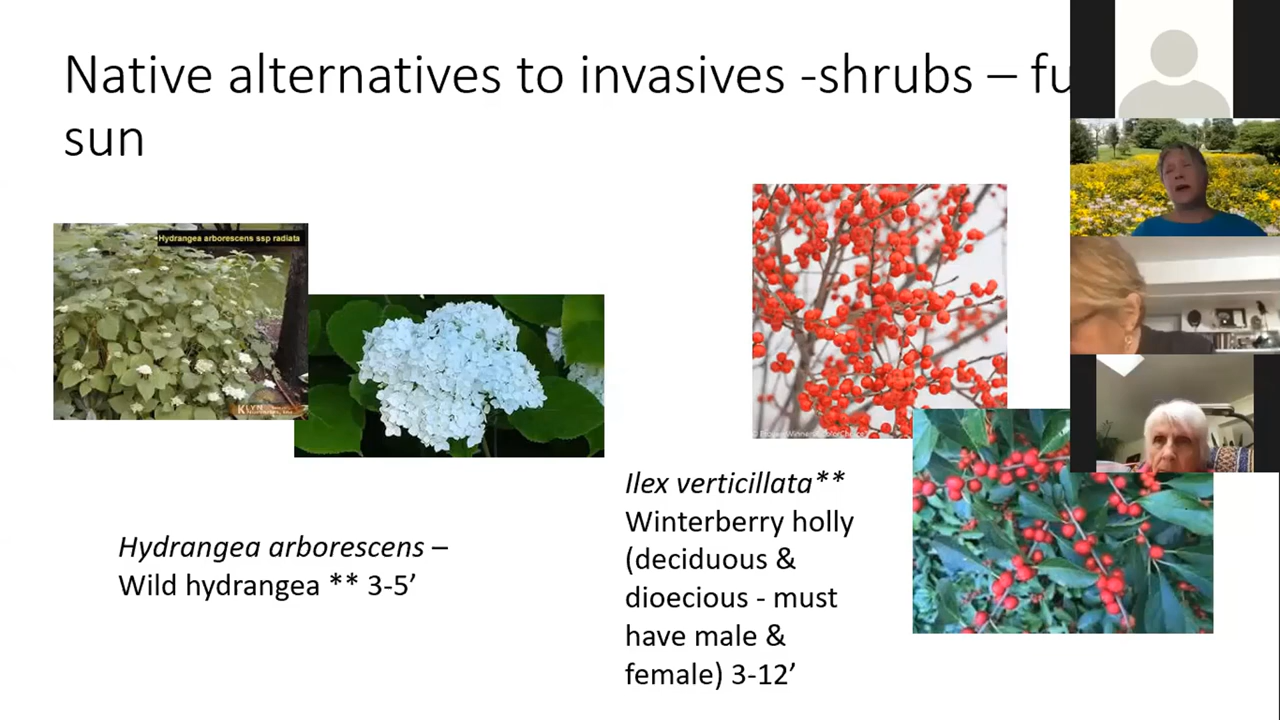 Native alternatives to invasives -shrubs – fu
sun
Hydrangea arborescens ssp radiata
KLYN
Hydrangea arborescens –
Wild hydrangea ** 3-5’
Ilex verticillata**
Winterberry holly
(deciduous &
dioecious - must
have male &
female) 3-12’